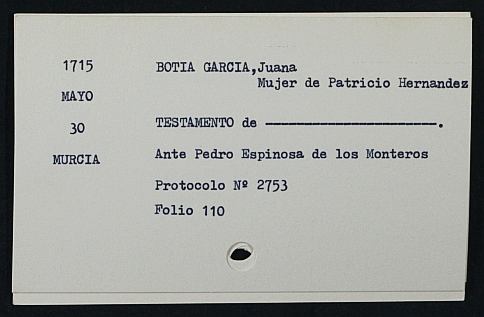 1715
MAYO
30
MURCIA
BOTIA GARCIA,Juana
Mujer de Patricio Hernandez
TESTAMENTO de ----------------------.
Ante Pedro Espinosa de los Monteros
Protocolo Nº 2753
Folio 110